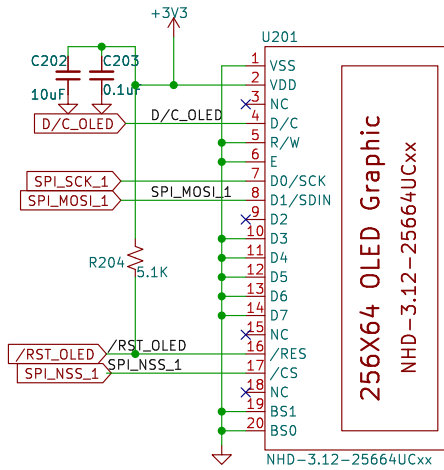 +3V3
U201
C202
C203
10uF
0.1uF
1 VSS
2 VDD
3 NC
D/C_OLED D/C_OLED 4 D/C
5 R/W
6 E
SPI_SCK_1 7 D0/SCK
SPI_MOSI_1 SPI_MOSI_1 8 D1/SDIN
9 D2
10 D3
11 D4
12 D5
13 D6
14 D7
15 NC
/RST_OLED /RST_OLED 16 /RES
SPI_NSS_1 SPI_NSS_1 17 /CS
18 NC
19 BS1
20 BS0
R204
5.1K
256X64 OLED Graphic
NHD-3.12-25664UCxx
NHD-3.12-25664UCxx